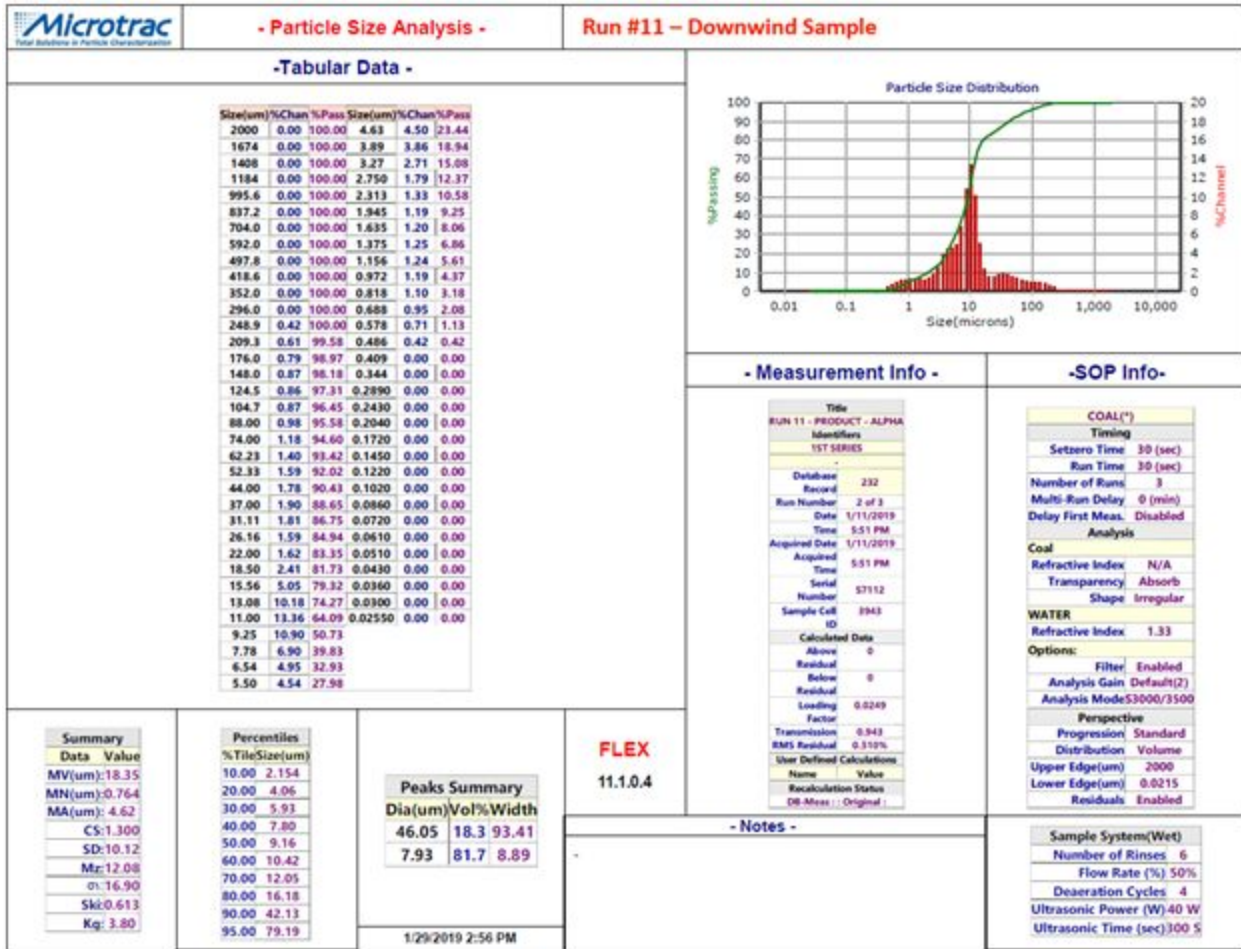 Microtrac
Total Solutions in Particle Characterization
- Particle Size Analysis -
Run #11 – Downwind Sample
-Tabular Data -
Size(um) %Chan %Pass Size(um) %Chan %Pass
2000 0.00 100.00 4.63 4.50 23.44
1674 0.00 100.00 3.89 3.86 18.94
1408 0.00 100.00 3.27 2.71 15.08
1184 0.00 100.00 2.750 1.79 12.37
995.6 0.00 100.00 2.313 1.33 10.58
837.2 0.00 100.00 1.945 1.19 9.25
704.0 0.00 100.00 1.635 1.20 8.06
592.0 0.00 100.00 1.375 1.25 6.86
497.8 0.00 100.00 1.156 1.24 5.61
418.6 0.00 100.00 0.972 1.19 4.37
352.0 0.00 100.00 0.818 1.10 3.18
296.0 0.00 100.00 0.688 0.95 2.08
248.9 0.42 100.00 0.578 0.71 1.13
209.3 0.61 99.58 0.486 0.42 0.42
176.0 0.79 98.97 0.409 0.00 0.00
148.0 0.87 98.18 0.344 0.00 0.00
124.5 0.86 97.31 0.2890 0.00 0.00
104.7 0.87 96.45 0.2430 0.00 0.00
88.00 0.98 95.58 0.2040 0.00 0.00
74.00 1.18 94.60 0.1720 0.00 0.00
62.23 1.40 93.42 0.1450 0.00 0.00
52.33 1.59 92.02 0.1220 0.00 0.00
44.00 1.78 90.43 0.1020 0.00 0.00
37.00 1.90 88.65 0.0860 0.00 0.00
31.11 1.81 86.75 0.0720 0.00 0.00
26.16 1.59 84.94 0.0610 0.00 0.00
22.00 1.62 83.35 0.0510 0.00 0.00
18.50 2.41 81.73 0.0430 0.00 0.00
15.56 5.05 79.32 0.0360 0.00 0.00
13.08 10.18 74.27 0.0300 0.00 0.00
11.00 13.36 64.09 0.02550 0.00 0.00
9.25 10.90 50.73
7.78 6.90 39.83
6.54 4.95 32.93
5.50 4.54 27.98
Particle Size Distribution
%Passing
100
90
80
70
60
50
40
30
20
10
0
%Channel
20
18
16
14
12
10
8
6
4
2
0
0.01 0.1 1 10 100 1,000 10,000
Size(microns)
- Measurement Info -
Title
RUN 11 - PRODUCT - ALPHA
Identifiers
1ST SERIES
-
Database Record 232
Run Number 2 of 3
Date 1/11/2019
Time 5:51 PM
Acquired Date 1/11/2019
Acquired Time 5:51 PM
Serial Number S7112
Sample Cell ID 3943
Calculated Data
Above Residual 0
Below Residual 0
Loading Factor 0.0249
Transmission 0.943
RMS Residual 0.310%
User Defined Calculations
Name Value
Recalculation Status
DB-Meas : : Original :
-SOP Info-
COAL(*)
Timing
Setzero Time 30 (sec)
Run Time 30 (sec)
Number of Runs 3
Multi-Run Delay 0 (min)
Delay First Meas. Disabled
Analysis
Coal
Refractive Index N/A
Transparency Absorb
Shape Irregular
WATER
Refractive Index 1.33
Options:
Filter Enabled
Analysis Gain Default(2)
Analysis Mode S3000/3500
Perspective
Progression Standard
Distribution Volume
Upper Edge(um) 2000
Lower Edge(um) 0.0215
Residuals Enabled
Summary
Data Value
MV(um): 18.35
MN(um): 0.764
MA(um): 4.62
CS: 1.300
SD: 10.12
Mz: 12.08
σı: 16.90
Ski: 0.613
Kg: 3.80
Percentiles
%Tile Size(um)
10.00 2.154
20.00 4.06
30.00 5.93
40.00 7.80
50.00 9.16
60.00 10.42
70.00 12.05
80.00 16.18
90.00 42.13
95.00 79.19
Peaks Summary
Dia(um) Vol% Width
46.05 18.3 93.41
7.93 81.7 8.89
1/29/2019 2:56 PM
FLEX
11.1.0.4
- Notes -
-
Sample System(Wet)
Number of Rinses 6
Flow Rate (%) 50%
Deaeration Cycles 4
Ultrasonic Power (W) 40 W
Ultrasonic Time (sec) 300 S